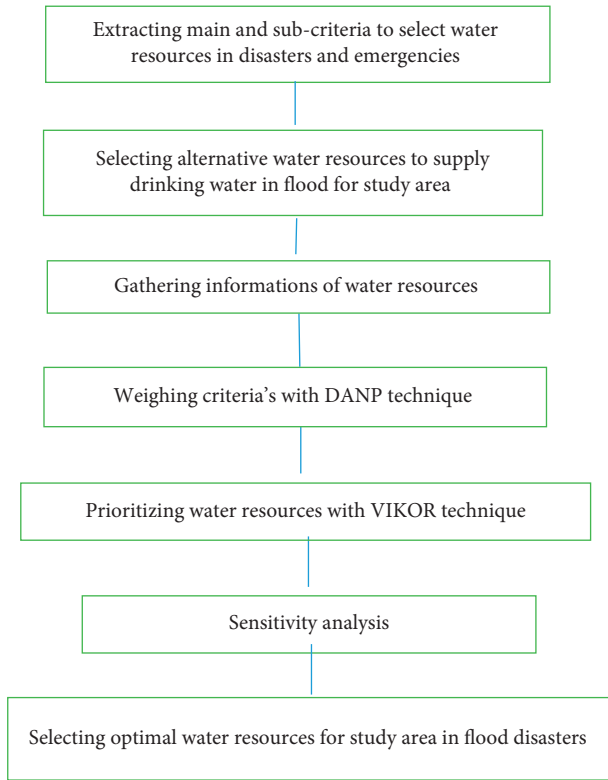 Extracting main and sub-criteria to select water
resources in disasters and emergencies
Selecting alternative water resources to supply
drinking water in flood for study area
Gathering informations of water resources
Weighing criteria's with DANP technique
Prioritizing water resources with VIKOR technique
Sensitivity analysis
Selecting optimal water resources for study area in flood disasters